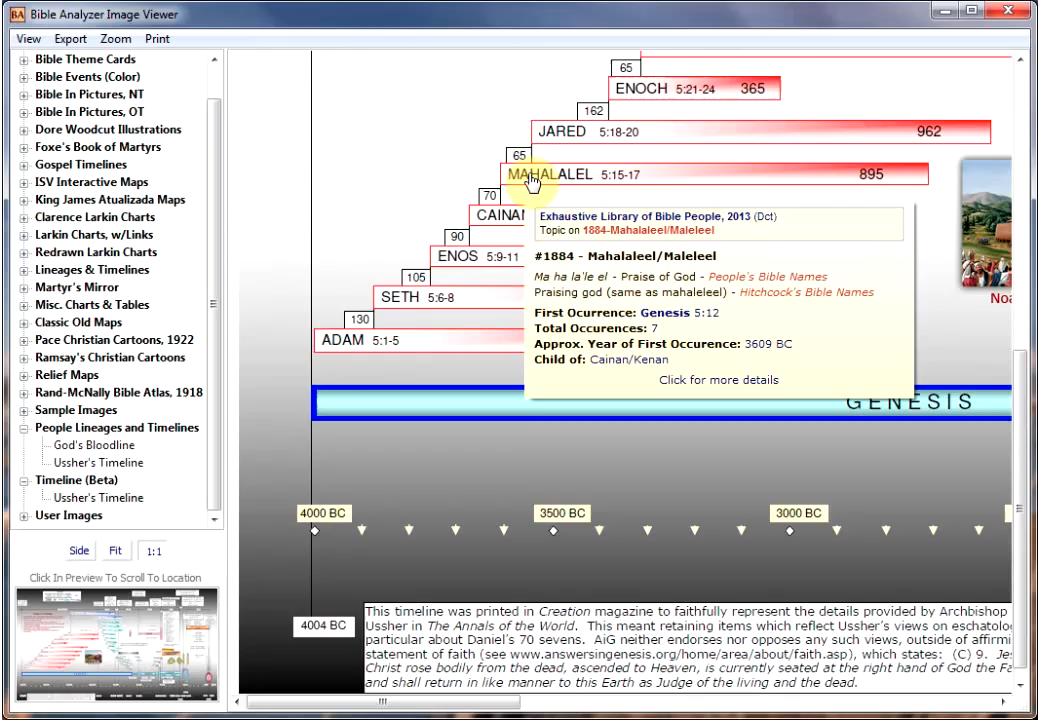 Bible Analyzer Image Viewer
View Export Zoom Print
Bible Theme Cards
Bible Events (Color)
Bible In Pictures, NT
Bible In Pictures, OT
Dore Woodcut Illustrations
Foxe's Book of Martyrs
Gospel Timelines
ISV Interactive Maps
King James Atualizada Maps
Clarence Larkin Charts
Larkin Charts, w/Links
Redrawn Larkin Charts
Lineages & Timelines
Martyr's Mirror
Misc. Charts & Tables
Classic Old Maps
Pace Christian Cartoons, 1922
Ramsay's Christian Cartoons
Relief Maps
Rand-McNally Bible Atlas, 1918
Sample Images
People Lineages and Timelines
God's Bloodline
Ussher's Timeline
Timeline (Beta)
Ussher's Timeline
User Images
Side Fit 1:1
Click In Preview To Scroll To Location
65
ENOCH 5:21-24 365
162
JARED 5:18-20 962
65
MAHALALEL 5:15-17 895
70
CAINAN
90
ENOS 5:9-11
105
SETH 5:6-8
130
ADAM 5:1-5
Exhaustive Library of Bible People, 2013 (Dct)
Topic on 1884-Mahalaleel/Maleleel
#1884 - Mahalaleel/Maleleel
Ma ha la'le el - Praise of God - People's Bible Names
Praising god (same as mahaleleel) - Hitchcock's Bible Names
First Ocurrence: Genesis 5:12
Total Occurences: 7
Approx. Year of First Occurence: 3609 BC
Child of: Cainan/Kenan
Click for more details
Noa
GENESIS
4000 BC 3500 BC 3000 BC
4004 BC
This timeline was printed in Creation magazine to faithfully represent the details provided by Archbishop
Ussher in The Annals of the World. This meant retaining items which reflect Ussher's views on eschatolo
particular about Daniel's 70 sevens. AiG neither endorses nor opposes any such views, outside of affirmi
statement of faith (see www.answersingenesis.org/home/area/about/faith.asp), which states: (C) 9. Je
Christ rose bodily from the dead, ascended to Heaven, is currently seated at the right hand of God the Fa
and shall return in like manner to this Earth as Judge of the living and the dead.